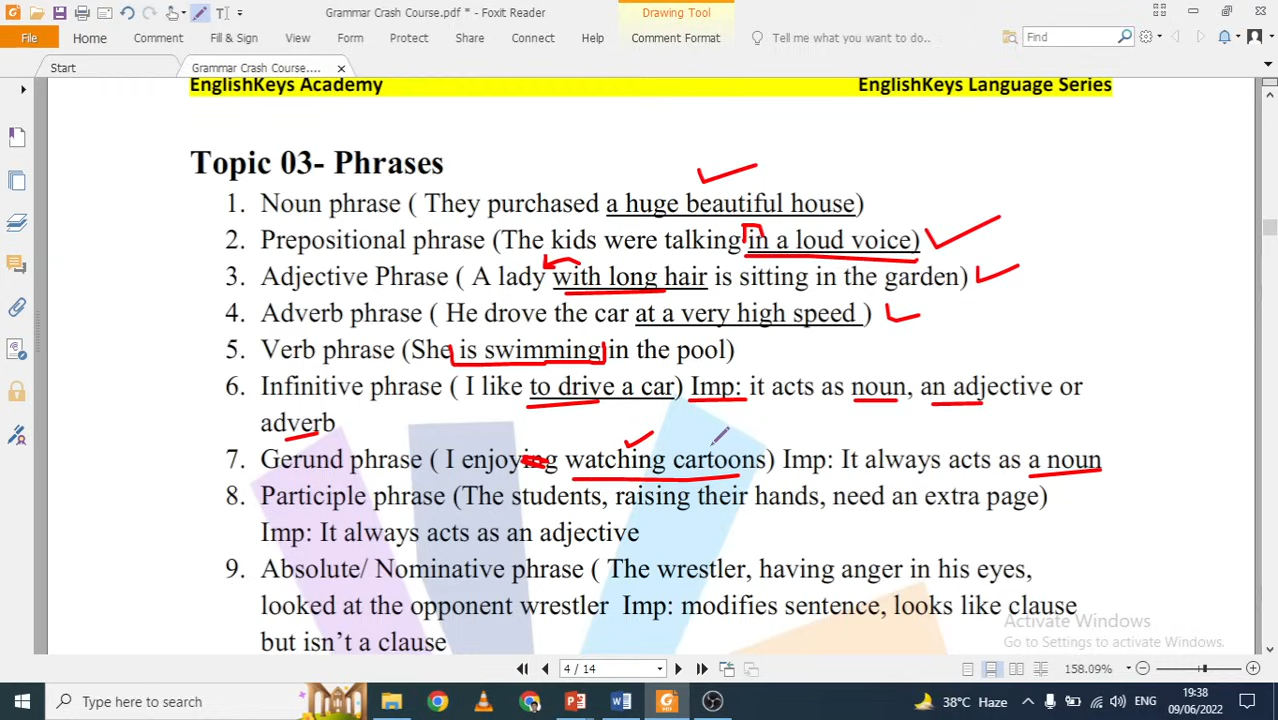 Grammar Crash Course.pdf * - Foxit Reader
Drawing Tool
File
Home
Comment
Fill & Sign
View
Form
Protect
Share
Connect
Help
Comment Format
Tell me what you want to do..
Find
Start
Grammar Crash Course....
EnglishKeys Academy
EnglishKeys Language Series
Topic 03- Phrases
1. Noun phrase ( They purchased a huge beautiful house)
2. Prepositional phrase (The kids were talking in a loud voice)
3. Adjective Phrase ( A lady with long hair is sitting in the garden)
4. Adverb phrase ( He drove the car at a very high speed )
5. Verb phrase (She is swimming in the pool)
6. Infinitive phrase ( I like to drive a car) Imp: it acts as noun, an adjective or
adverb
7. Gerund phrase ( I enjoying watching cartoons) Imp: It always acts as a noun
8. Participle phrase (The students, raising their hands, need an extra page)
Imp: It always acts as an adjective
9. Absolute/ Nominative phrase ( The wrestler, having anger in his eyes,
looked at the opponent wrestler Imp: modifies sentence, looks like clause
but isn't a clause
Activate Windows
Go to Settings to activate Windows.
4 / 14
158.09%
Type here to search
38°C Haze
ENG
19:38
09/06/2022